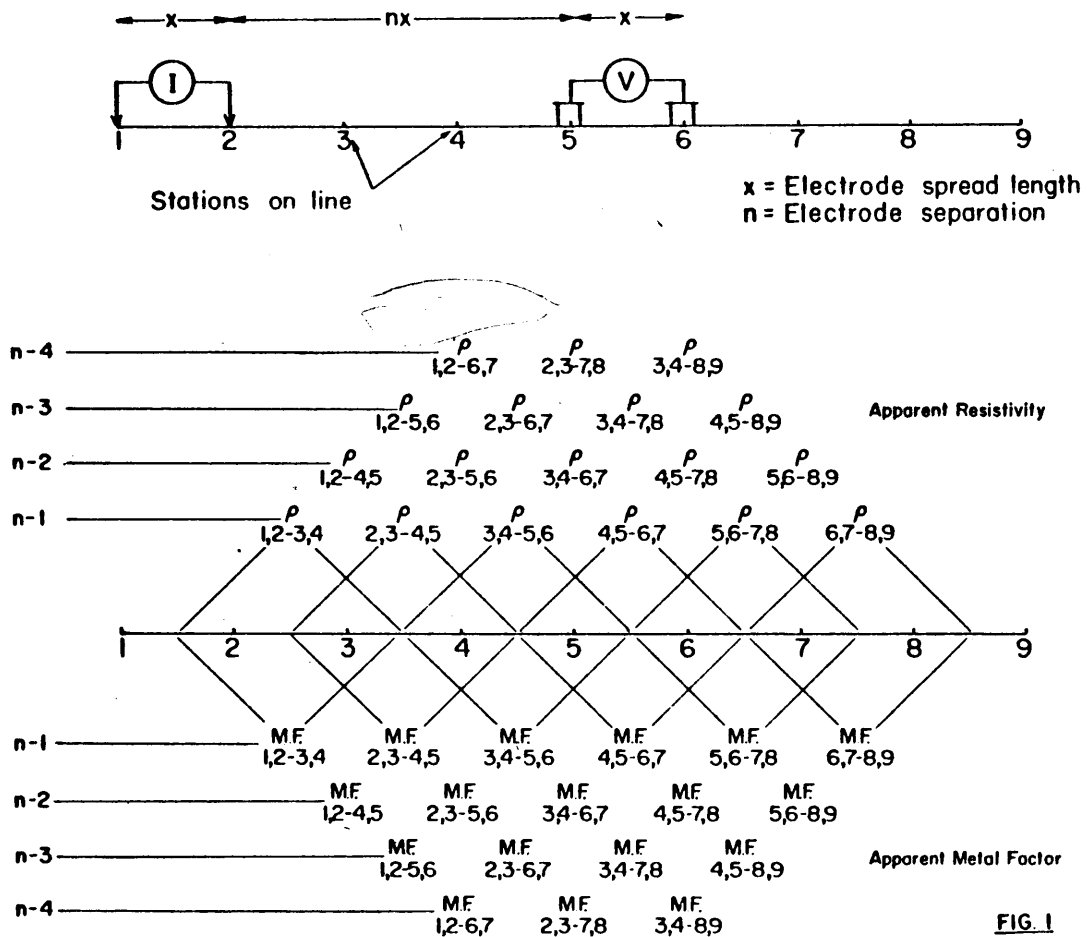 x nx x
I V
1 2 3 4 5 6 7 8 9
Stations on line
x = Electrode spread length
n = Electrode separation
n-4 ρ ρ ρ
1,2-6,7 2,3-7,8 3,4-8,9
n-3 ρ ρ ρ ρ Apparent Resistivity
1,2-5,6 2,3-6,7 3,4-7,8 4,5-8,9
n-2 ρ ρ ρ ρ ρ
1,2-4,5 2,3-5,6 3,4-6,7 4,5-7,8 5,6-8,9
n-1 ρ ρ ρ ρ ρ ρ
1,2-3,4 2,3-4,5 3,4-5,6 4,5-6,7 5,6-7,8 6,7-8,9
1 2 3 4 5 6 7 8 9
n-1 M.F. M.F. M.F. M.F. M.F. M.F.
1,2-3,4 2,3-4,5 3,4-5,6 4,5-6,7 5,6-7,8 6,7-8,9
n-2 M.F. M.F. M.F. M.F. M.F.
1,2-4,5 2,3-5,6 3,4-6,7 4,5-7,8 5,6-8,9
n-3 M.F. M.F. M.F. M.F. Apparent Metal Factor
1,2-5,6 2,3-6,7 3,4-7,8 4,5-8,9
n-4 M.F. M.F. M.F.
1,2-6,7 2,3-7,8 3,4-8,9
FIG. 1